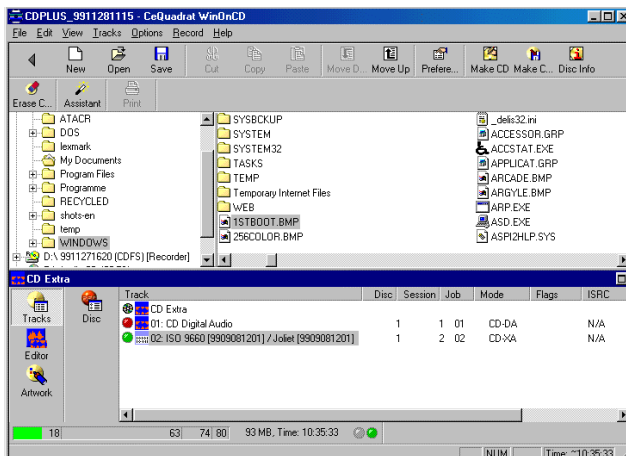 CDPLUS_9911281115 - CeQuadrat WinOnCD
File Edit View Tracks Options Record Help
New Open Save Cut Copy Paste Move D... Move Up Prefere... Make CD Make C... Disc Info
Erase C... Assistant Print
ATACR
DOS
lexmark
My Documents
Program Files
Programme
RECYCLED
shots-en
temp
WINDOWS
D:\ 9911271620 (CDFS) [Recorder]
SYSBCKUP
SYSTEM
SYSTEM32
TASKS
TEMP
Temporary Internet Files
WEB
1STBOOT.BMP
256COLOR.BMP
_delis32.ini
ACCESSOR.GRP
ACCSTAT.EXE
APPLICAT.GRP
ARCADE.BMP
ARGYLE.BMP
ARP.EXE
ASD.EXE
ASPI2HLP.SYS
CD Extra
Tracks
Editor
Artwork
Disc
Track Disc Session Job Mode Flags ISRC
CD Extra
01: CD Digital Audio 1 1 01 CD-DA N/A
02: ISO 9660 [9909081201] / Joliet [9909081201] 1 2 02 CD-XA N/A
18 63 74 80 93 MB, Time: 10:35:33
NUM Time: ~10:35:33